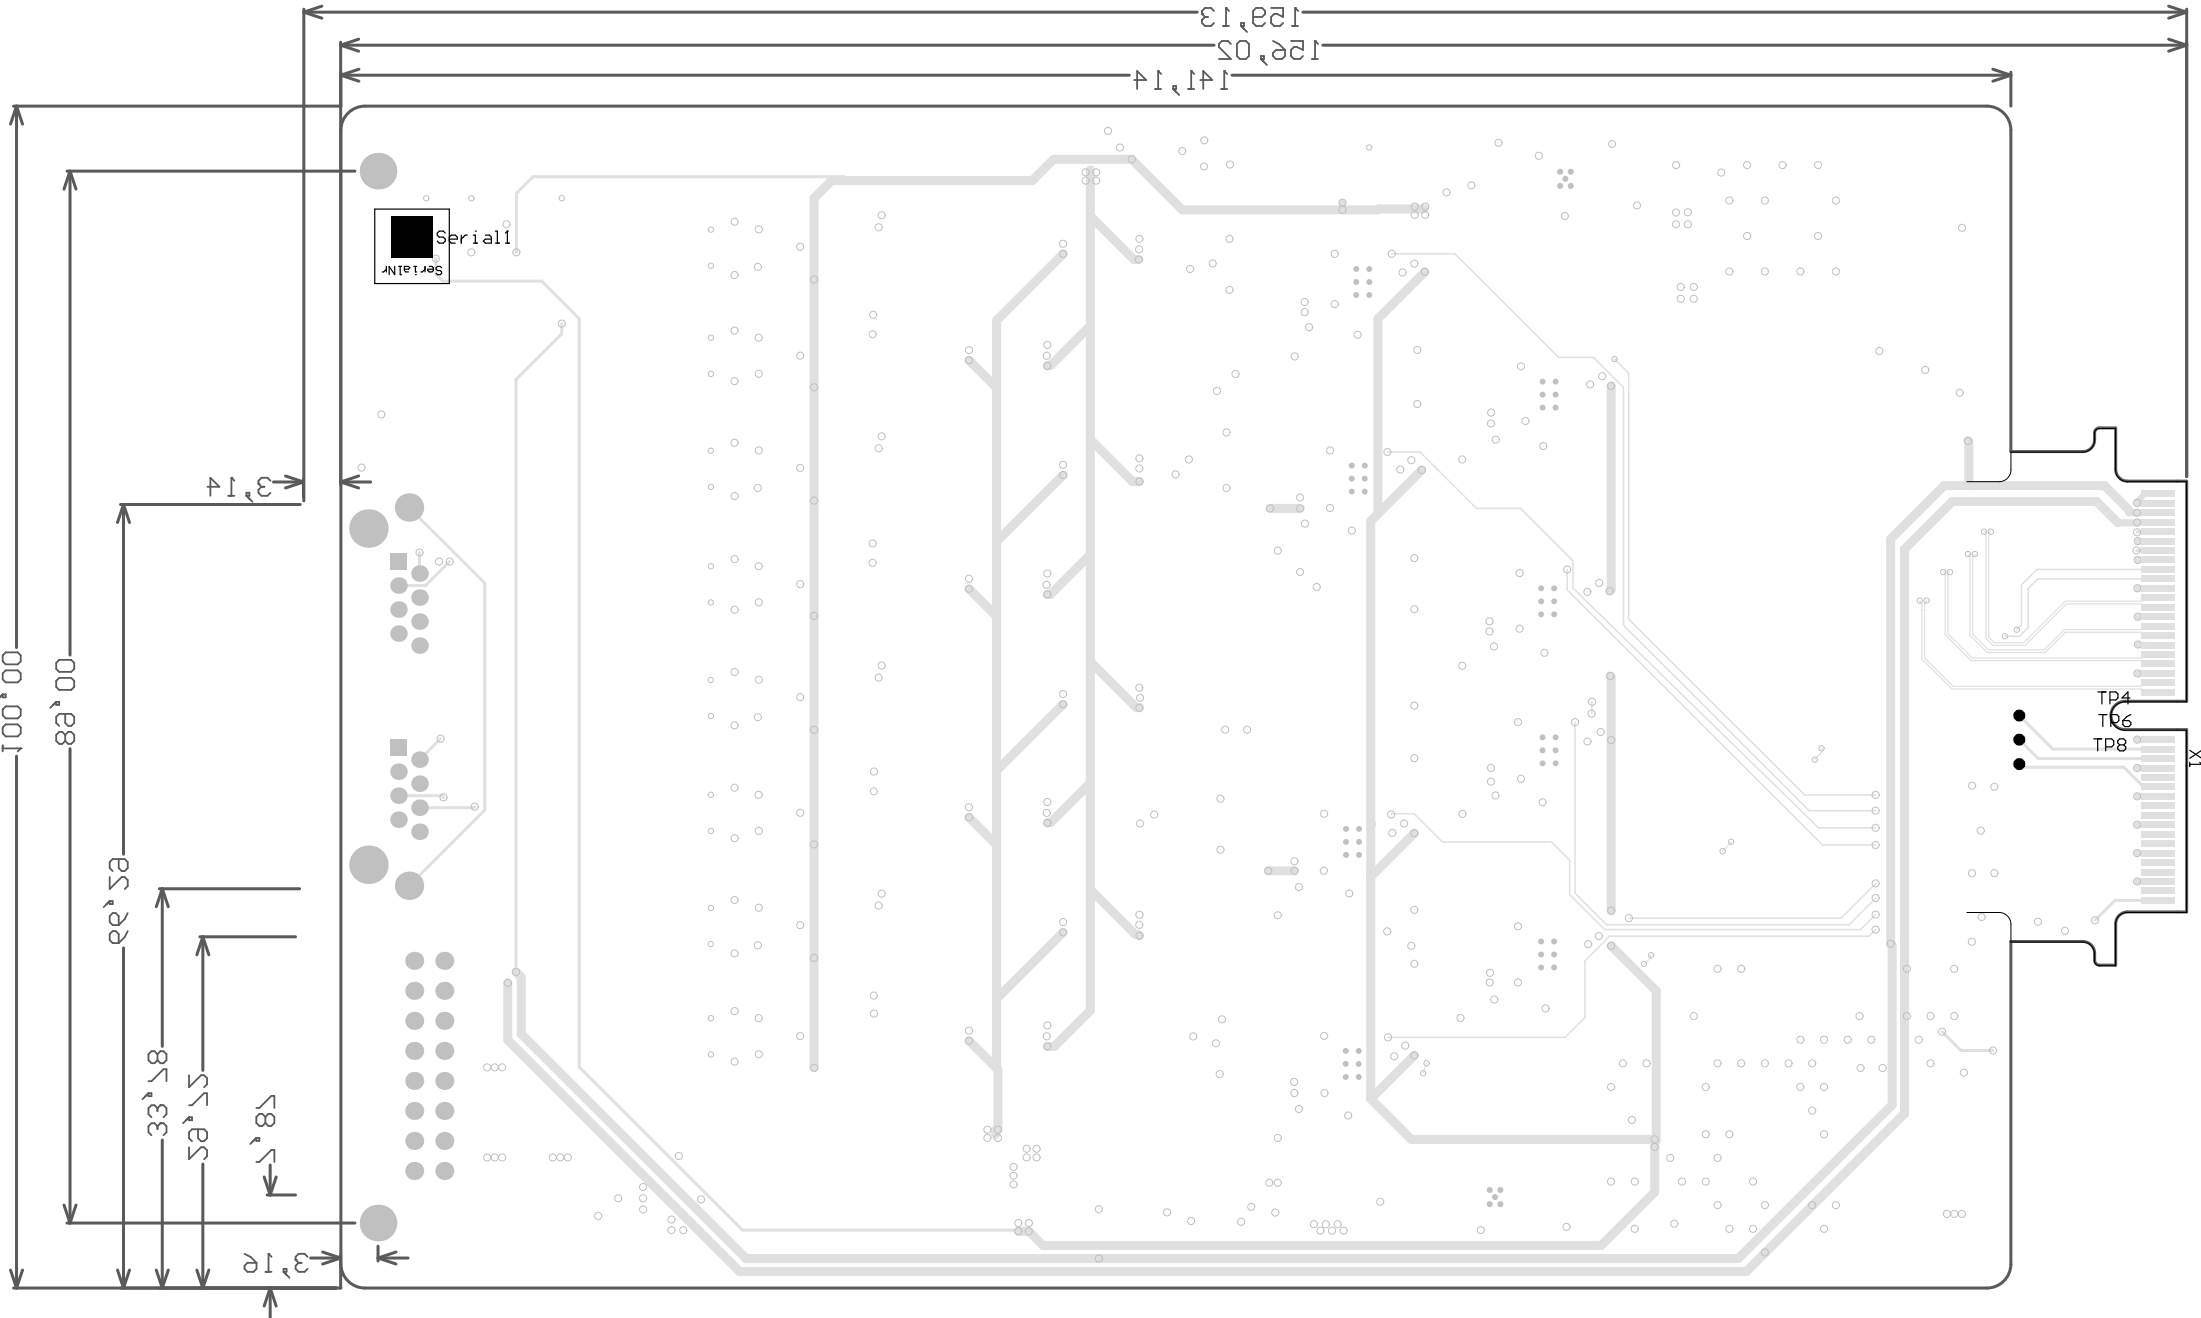 159,13
156,02
141,14
Serial1
SerialNr
3,14
100,00
89,00
66,29
33,78
29,72
7,87
3,16
TP4
TP6
TP8
X1